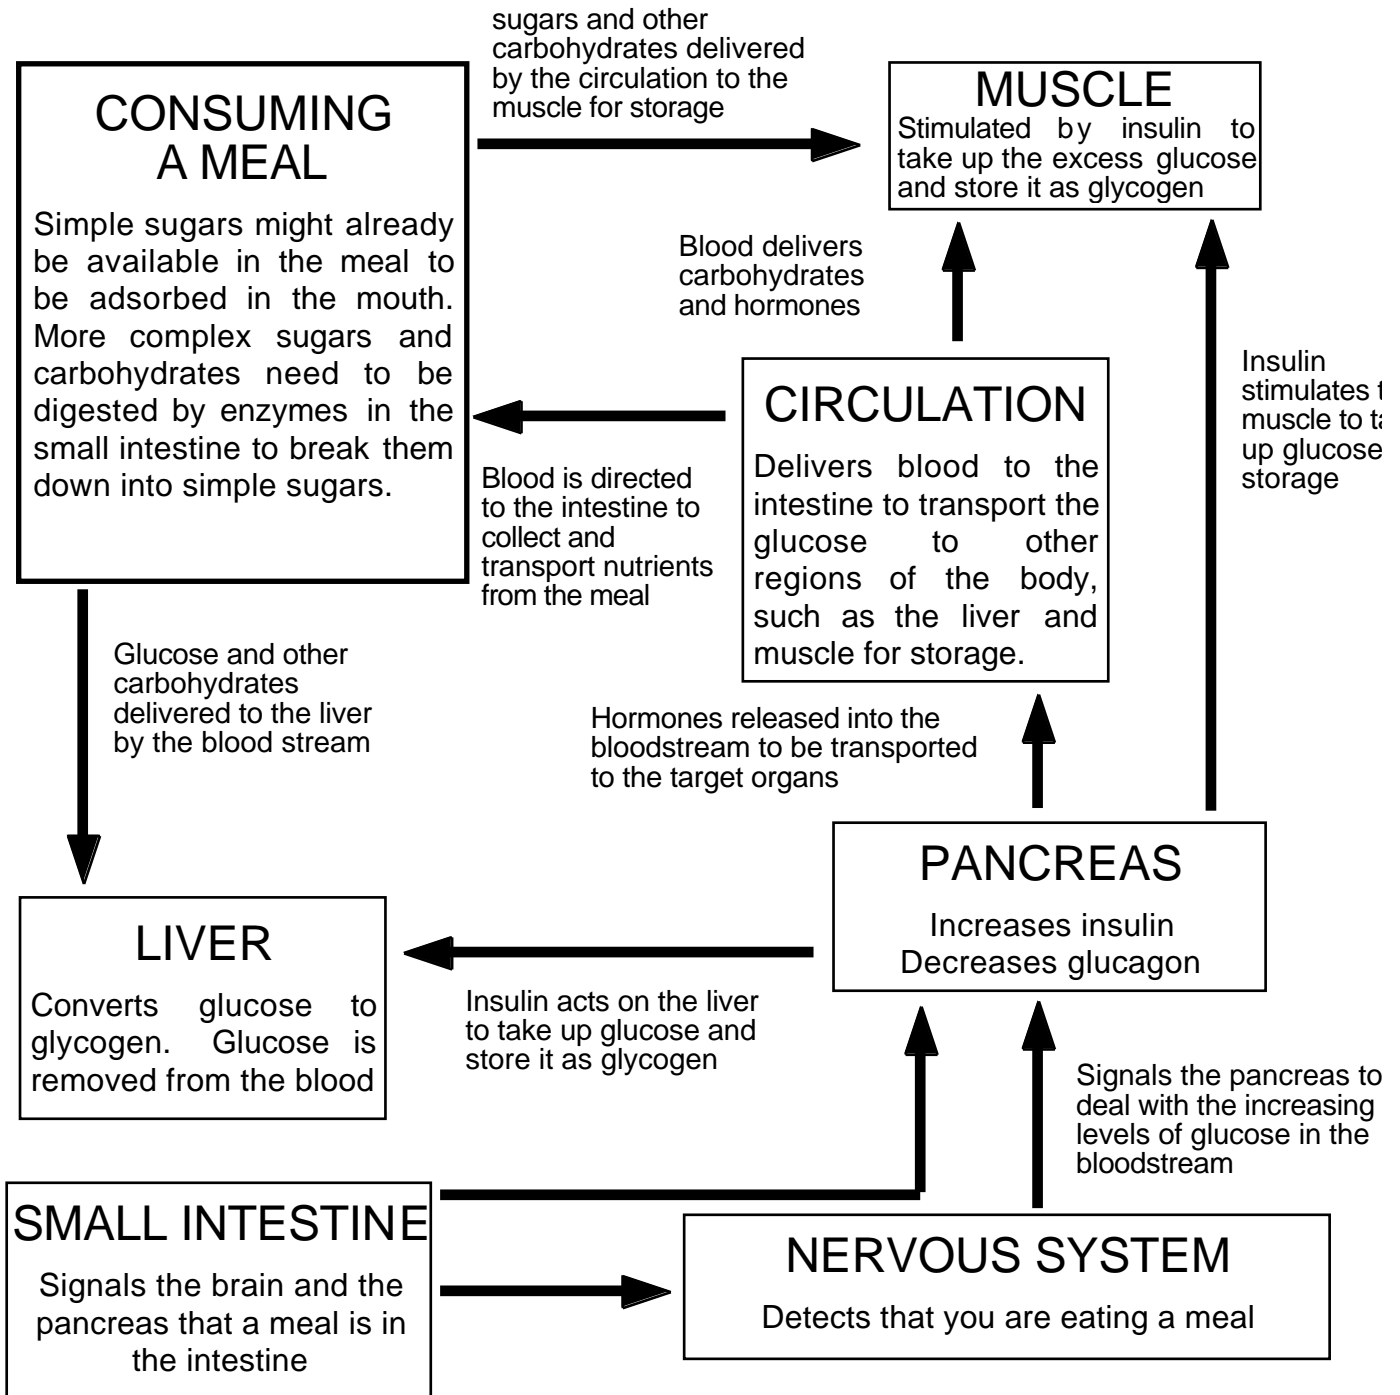 sugars and other
carbohydrates delivered
by the circulation to the
muscle for storage
CONSUMING
A MEAL
Simple sugars might already
be available in the meal to
be adsorbed in the mouth.
More complex sugars and
carbohydrates need to be
digested by enzymes in the
small intestine to break them
down into simple sugars.
MUSCLE
Stimulated by insulin to
take up the excess glucose
and store it as glycogen
Blood delivers
carbohydrates
and hormones
Insulin
stimulates
muscle to
up glucose
storage
CIRCULATION
Delivers blood to the
intestine to transport the
glucose to other
regions of the body,
such as the liver and
muscle for storage.
Blood is directed
to the intestine to
collect and
transport nutrients
from the meal
Glucose and other
carbohydrates
delivered to the liver
by the blood stream
Hormones released into the
bloodstream to be transported
to the target organs
PANCREAS
Increases insulin
Decreases glucagon
LIVER
Converts glucose to
glycogen. Glucose is
removed from the blood
Insulin acts on the liver
to take up glucose and
store it as glycogen
Signals the pancreas to
deal with the increasing
levels of glucose in the
bloodstream
SMALL INTESTINE
Signals the brain and the
pancreas that a meal is in
the intestine
NERVOUS SYSTEM
Detects that you are eating a meal